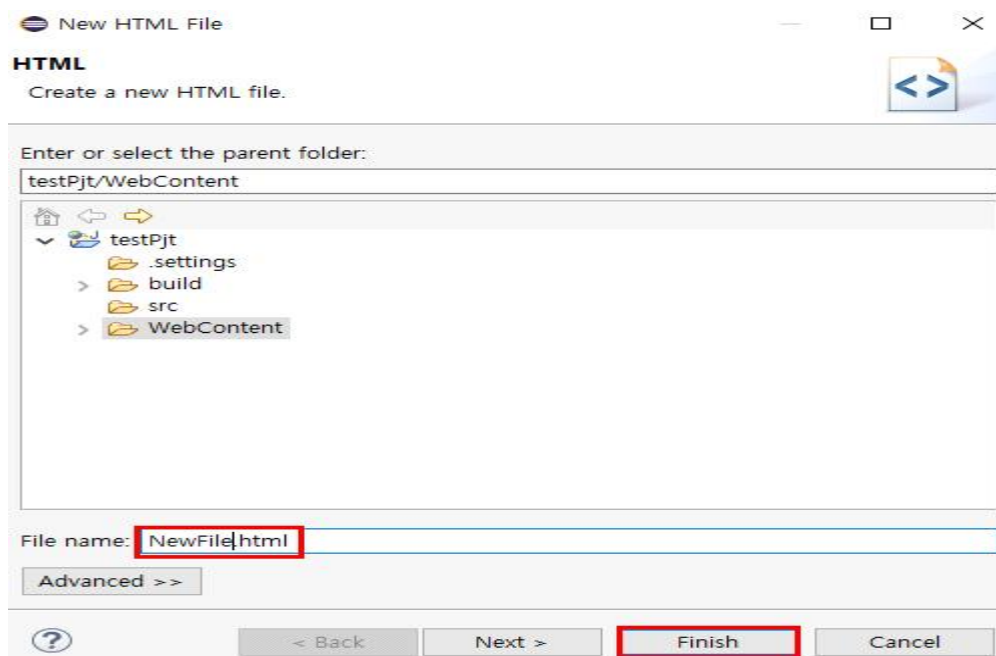 New HTML File
HTML
Create a new HTML file.
Enter or select the parent folder:
testPjt/WebContent
testPjt
.settings
build
src
WebContent
File name: NewFile.html
Advanced >>
< Back Next > Finish Cancel